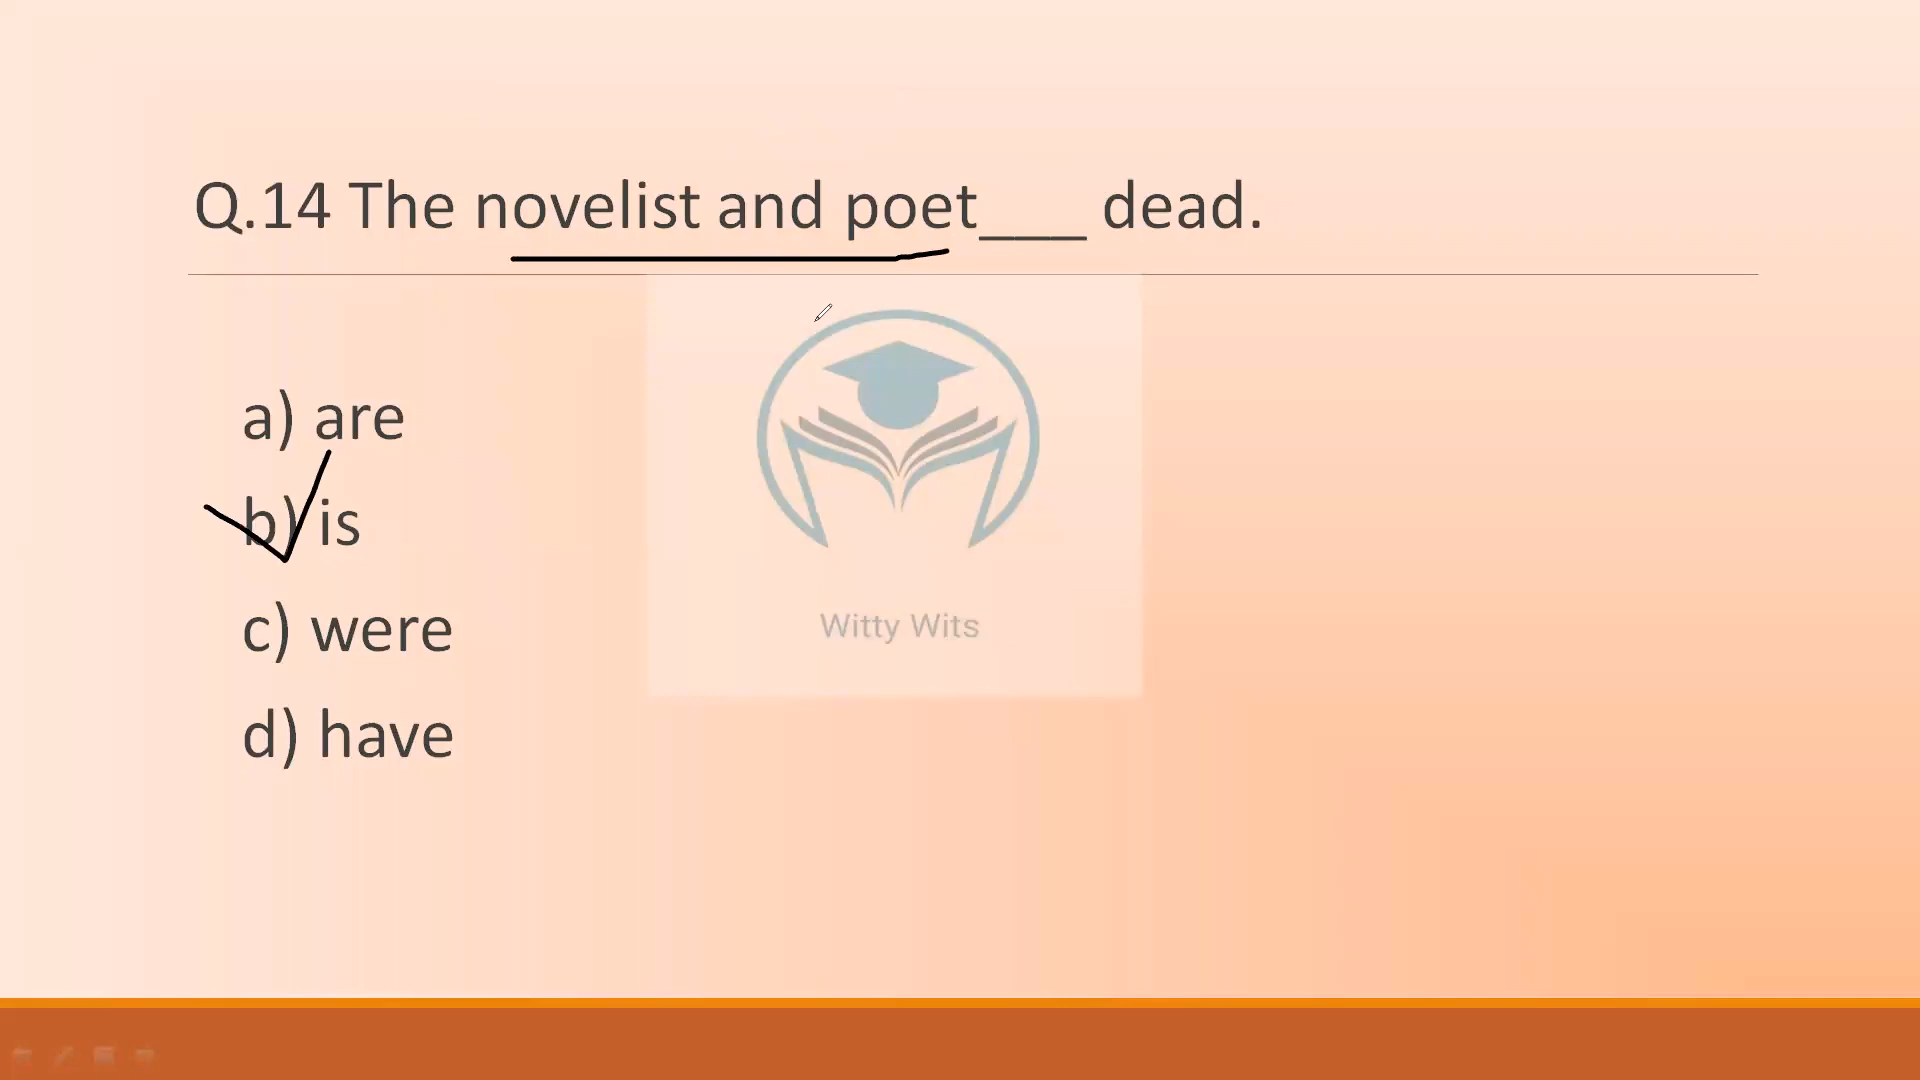 Q.14 The novelist and poet___ dead.
a) are
b) is
c) were
d) have
Witty Wits